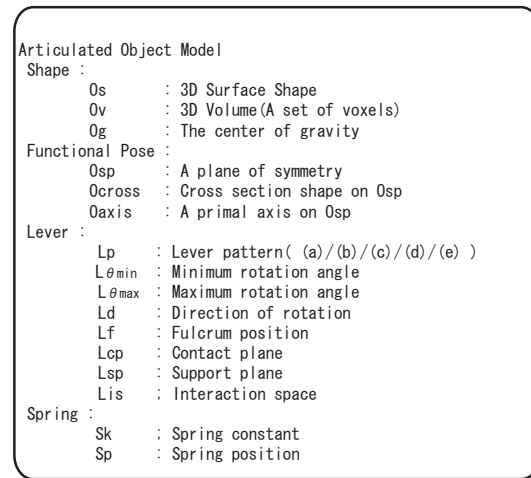 Articulated Object Model
Shape :
Os : 3D Surface Shape
Ov : 3D Volume(A set of voxels)
Og : The center of gravity
Functional Pose :
Osp : A plane of symmetry
Ocross : Cross section shape on Osp
Oaxis : A primal axis on Osp
Lever :
Lp : Lever pattern( (a)/(b)/(c)/(d)/(e) )
Lθmin : Minimum rotation angle
Lθmax : Maximum rotation angle
Ld : Direction of rotation
Lf : Fulcrum position
Lcp : Contact plane
Lsp : Support plane
Lis ; Interaction space
Spring :
Sk ; Spring constant
Sp : Spring position